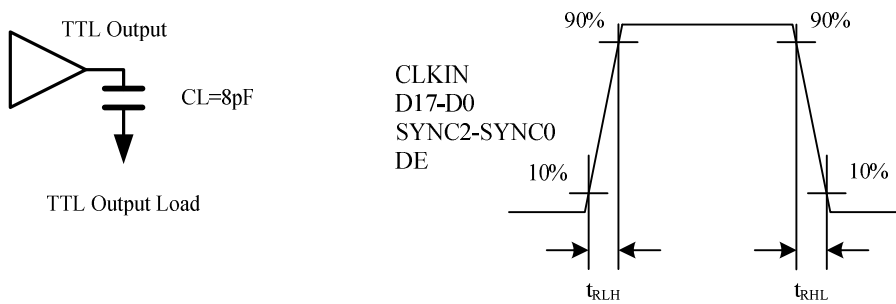 TTL Output
CL=8pF
TTL Output Load
CLKIN
D17-D0
SYNC2-SYNC0
DE
90%
90%
10%
10%
tRLH
tRHL